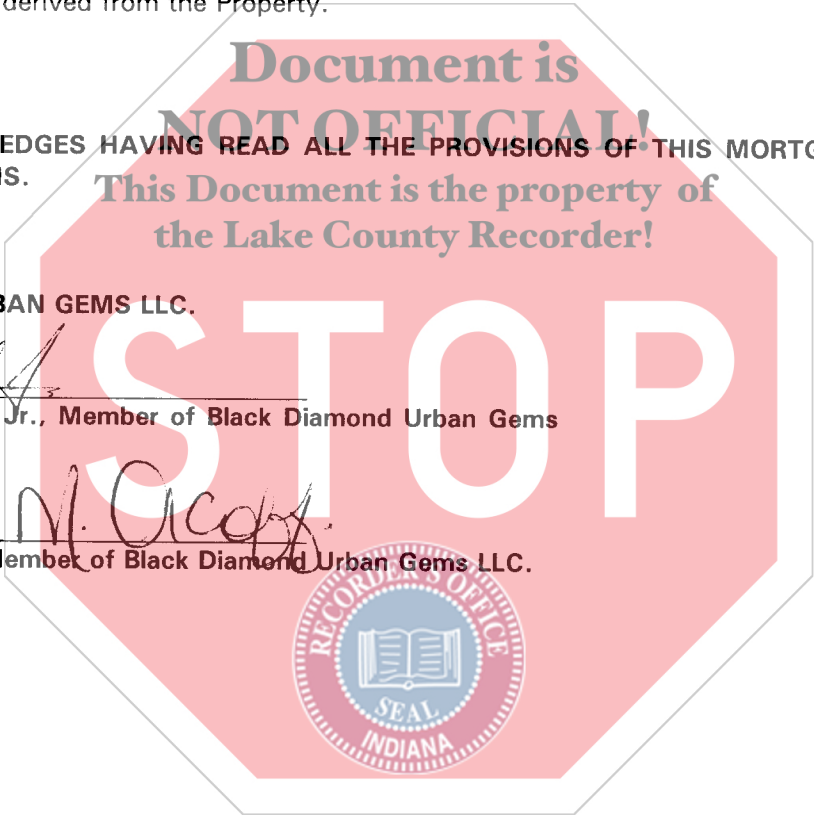 derived from the Property.
Document is
NOT OFFICIAL!
EDGES HAVING READ ALL THE PROVISIONS OF THIS MORTG
IS.
This Document is the property of
the Lake County Recorder!
BAN GEMS LLC.
STOP
Jr., Member of Black Diamond Urban Gems
M.
Member of Black Diamond Urban Gems LLC.
RECORDER'S OFFICE
SEAL
INDIANA